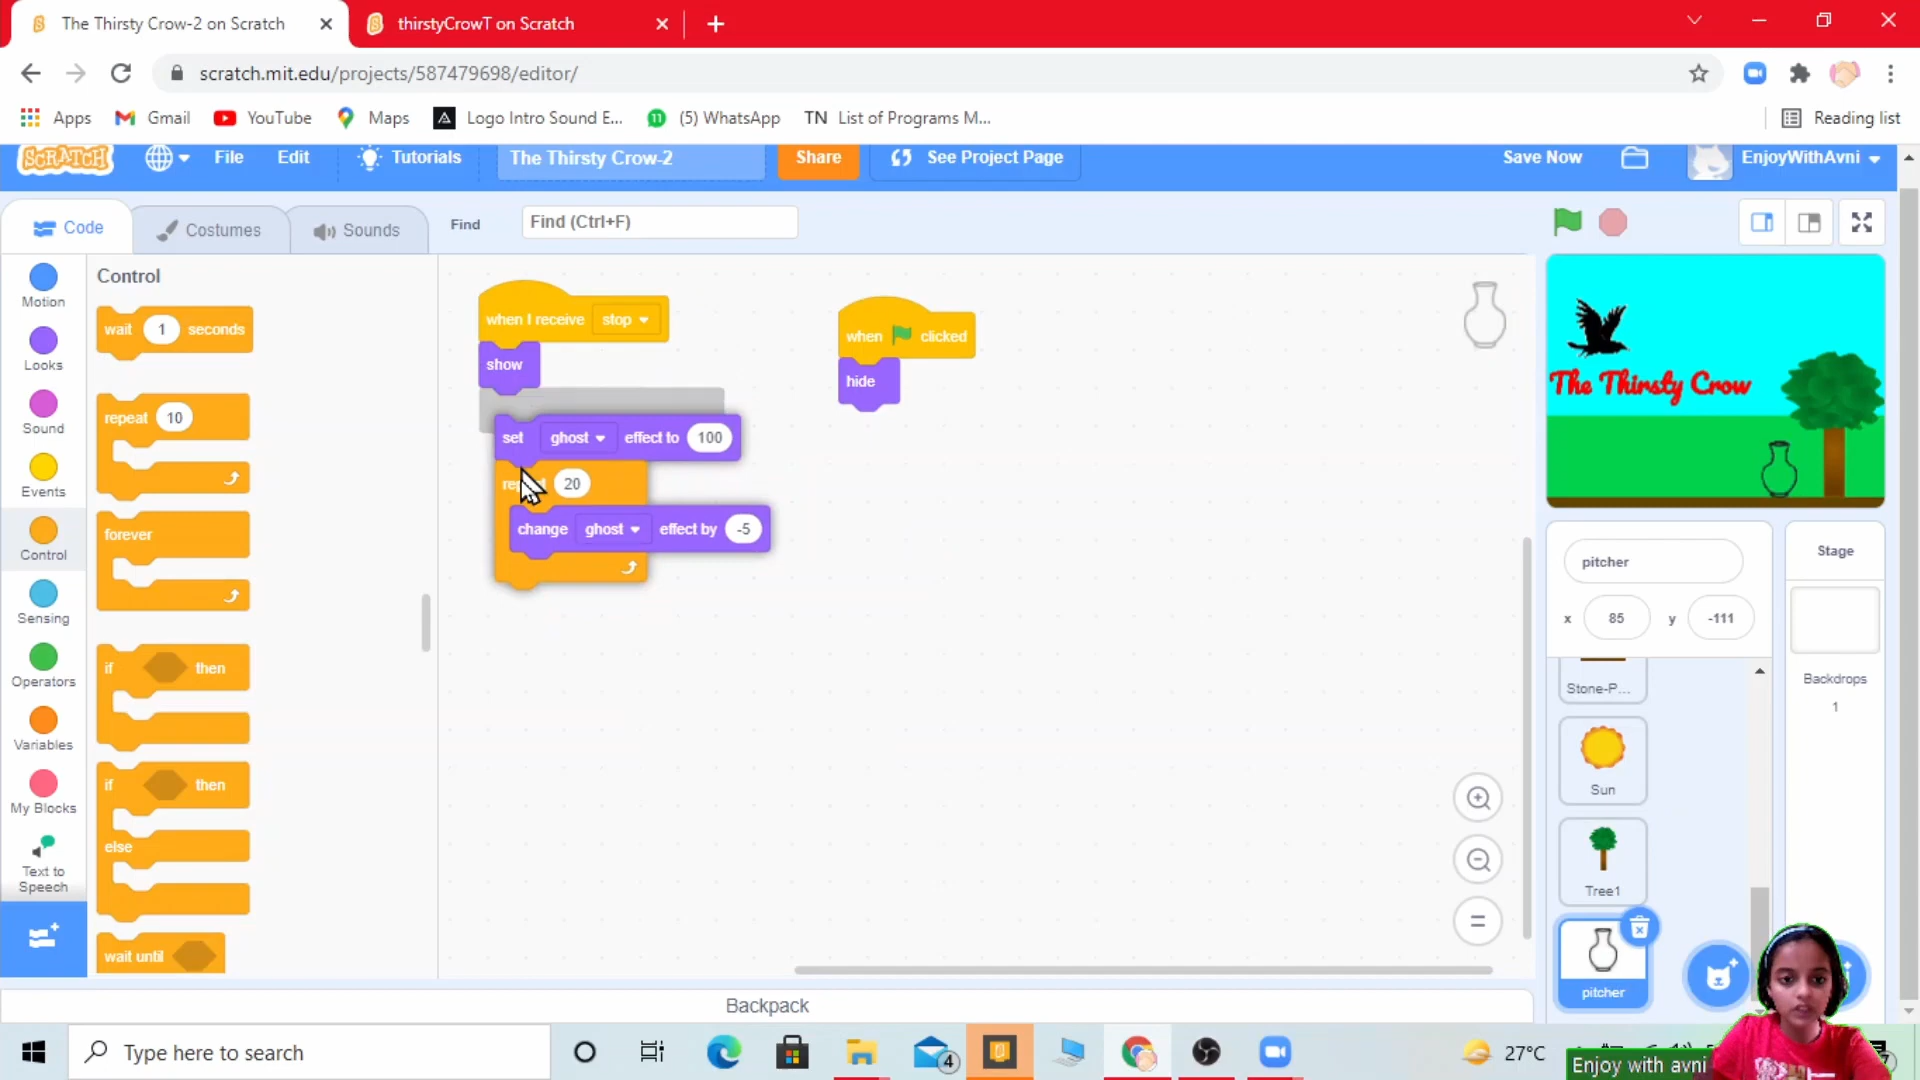 The Thirsty Crow-2 on Scratch
thirstyCrowT on Scratch
scratch.mit.edu/projects/587479698/editor/
Apps
Gmail
YouTube
Maps
Logo Intro Sound E...
(5) WhatsApp
TN List of Programs M...
Reading list
SCRATCH
File
Edit
Tutorials
The Thirsty Crow-2
Share
See Project Page
Save Now
EnjoyWithAvni
Code
Costumes
Sounds
Find
Find (Ctrl+F)
Motion
Looks
Sound
Events
Control
Sensing
Operators
Variables
My Blocks
Text to
Speech
Control
wait 1 seconds
repeat 10
forever
if then
if then
else
wait until
when I receive stop
show
set ghost effect to 100
20
change ghost effect by -5
when clicked
hide
The Thirsty Crow
pitcher
x 85 y -111
Stone-P...
Sun
Tree1
pitcher
Stage
Backdrops
1
Backpack
Type here to search
4
27°C
Enjoy with avni